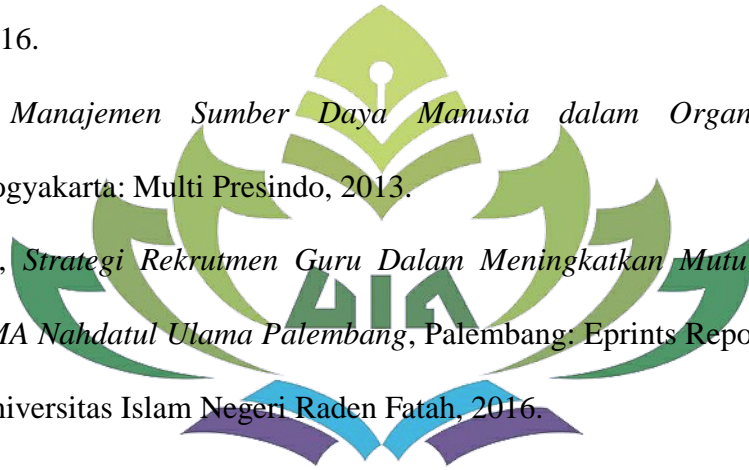 16.
Manajemen Sumber Daya Manusia dalam Organ
ogyakarta: Multi Presindo, 2013.
, Strategi Rekrutmen Guru Dalam Meningkatkan Mutu
MA Nahdatul Ulama Palembang, Palembang: Eprints Repo
niversitas Islam Negeri Raden Fatah, 2016.
UIN